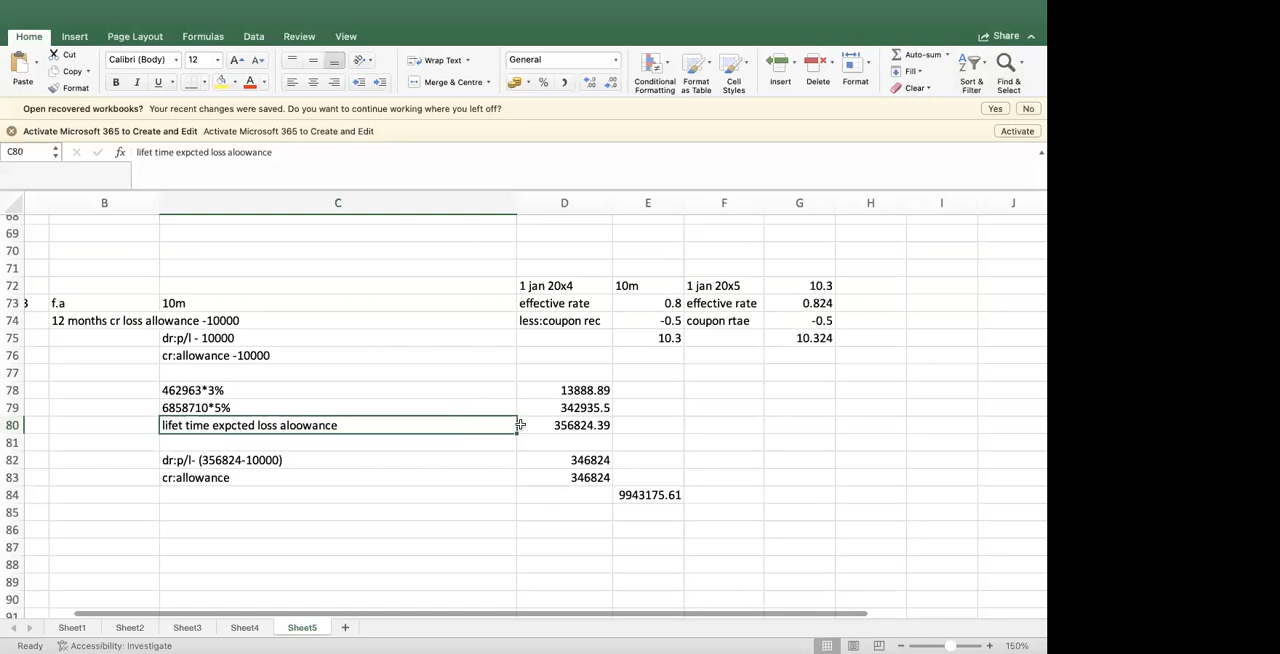 Home Insert Page Layout Formulas Data Review View Share
Paste Cut Calibri (Body) 12 A A Wrap Text General Conditional Formatting Format as Table Cell Styles Insert Delete Format Auto-sum Sort & Filter Find & Select
Copy Fill
Format B I U A Merge & Centre % Clear
Open recovered workbooks? Your recent changes were saved. Do you want to continue working where you left off? Yes No
Activate Microsoft 365 to Create and Edit Activate Microsoft 365 to Create and Edit Activate
C80 fx lifet time expcted loss aloowance
B C D E F G H I J
68
69
70
71
72 1 jan 20x4 10m 1 jan 20x5 10.3
73 f.a 10m effective rate 0.8 effective rate 0.824
74 12 months cr loss allowance -10000 less:coupon rec -0.5 coupon rtae -0.5
75 dr:p/l - 10000 10.3 10.324
76 cr:allowance -10000
77
78 462963*3% 13888.89
79 6858710*5% 342935.5
80 lifet time expcted loss aloowance 356824.39
81
82 dr:p/l- (356824-10000) 346824
83 cr:allowance 346824
84 9943175.61
85
86
87
88
89
90
91
Sheet1 Sheet2 Sheet3 Sheet4 Sheet5 +
Ready Accessibility: Investigate 150%